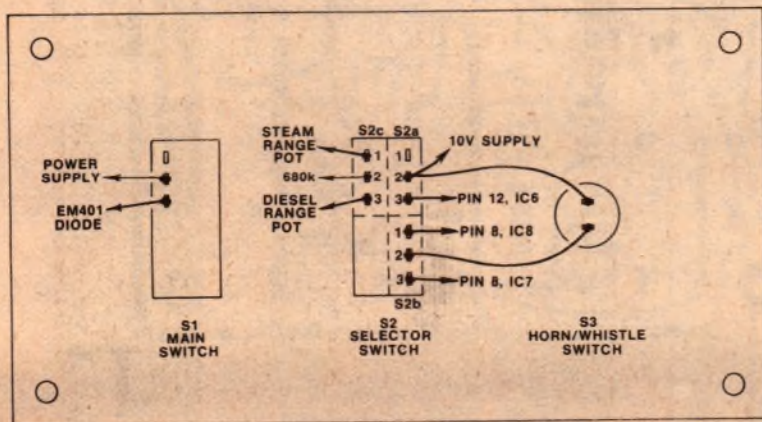 S2c S2a
STEAM
RANGE
POT
1 1
10V SUPPLY
POWER
SUPPLY
680k
2 2
EM401
DIODE
DIESEL
RANGE
POT
3 3
PIN 12, IC6
1
PIN 8, IC8
2
3
PIN 8, IC7
S2b
S1
MAIN
SWITCH
S2
SELECTOR
SWITCH
S3
HORN/WHISTLE
SWITCH